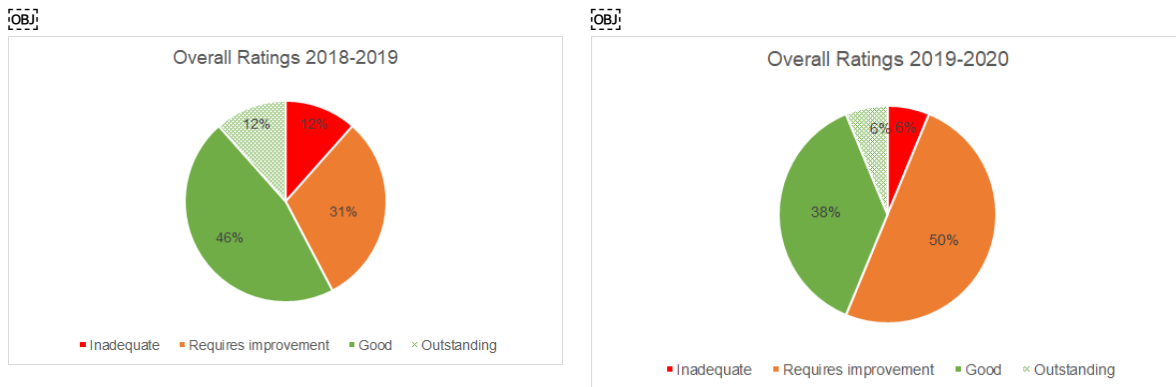 OBJ
Overall Ratings 2018-2019
12%
12%
31%
46%
Inadequate
Requires improvement
Good
Outstanding
OBJ
Overall Ratings 2019-2020
6%
6%
38%
50%
Inadequate
Requires improvement
Good
Outstanding